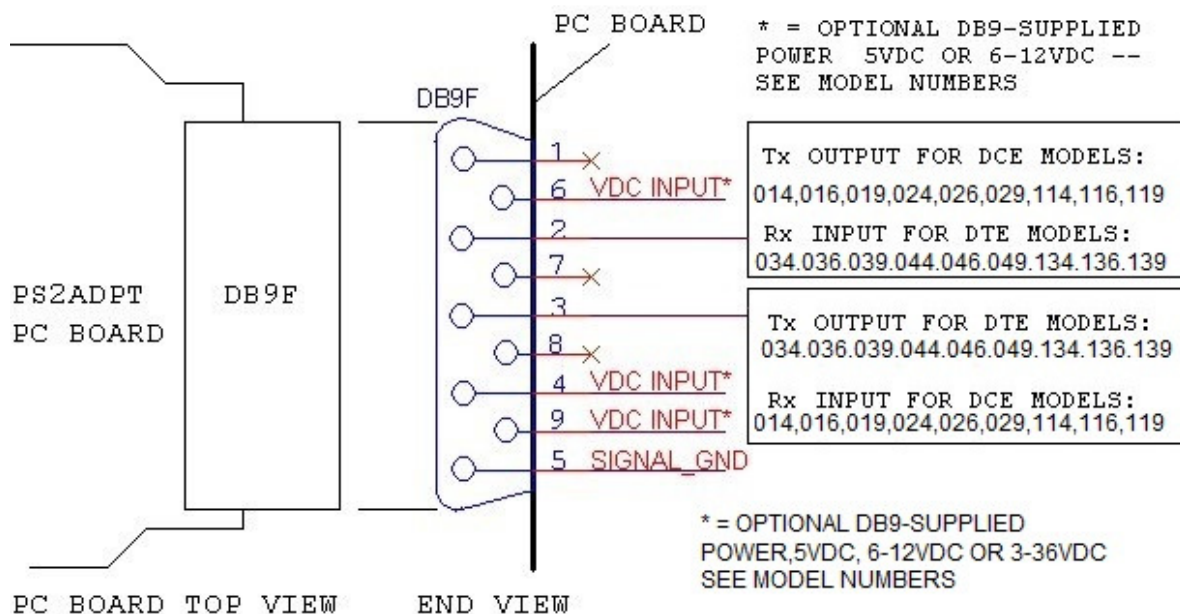 PC BOARD
* = OPTIONAL DB9-SUPPLIED
POWER 5VDC OR 6-12VDC --
SEE MODEL NUMBERS
DB9F
1
6 VDC INPUT*
2
7
3
8
4 VDC INPUT*
9 VDC INPUT*
5 SIGNAL_GND
Tx OUTPUT FOR DCE MODELS:
014,016,019,024,026,029,114,116,119
Rx INPUT FOR DTE MODELS:
034.036.039.044.046.049.134.136.139
Tx OUTPUT FOR DTE MODELS:
034.036.039.044.046.049.134.136.139
Rx INPUT FOR DCE MODELS:
014,016,019,024,026,029,114,116,119
PS2ADPT
PC BOARD
DB9F
* = OPTIONAL DB9-SUPPLIED
POWER,5VDC, 6-12VDC OR 3-36VDC
SEE MODEL NUMBERS
PC BOARD TOP VIEW
END VIEW